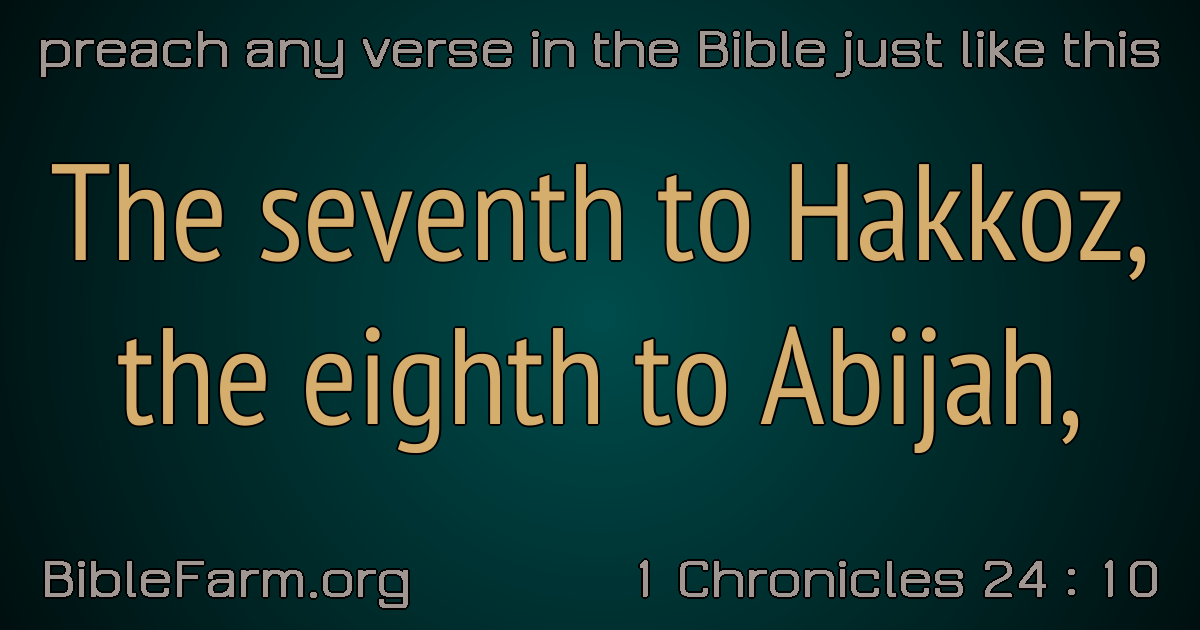 preach any verse in the Bible just like this
The seventh to Hakkoz,
the eighth to Abijah,
BibleFarm.org
1 Chronicles 24 : 10